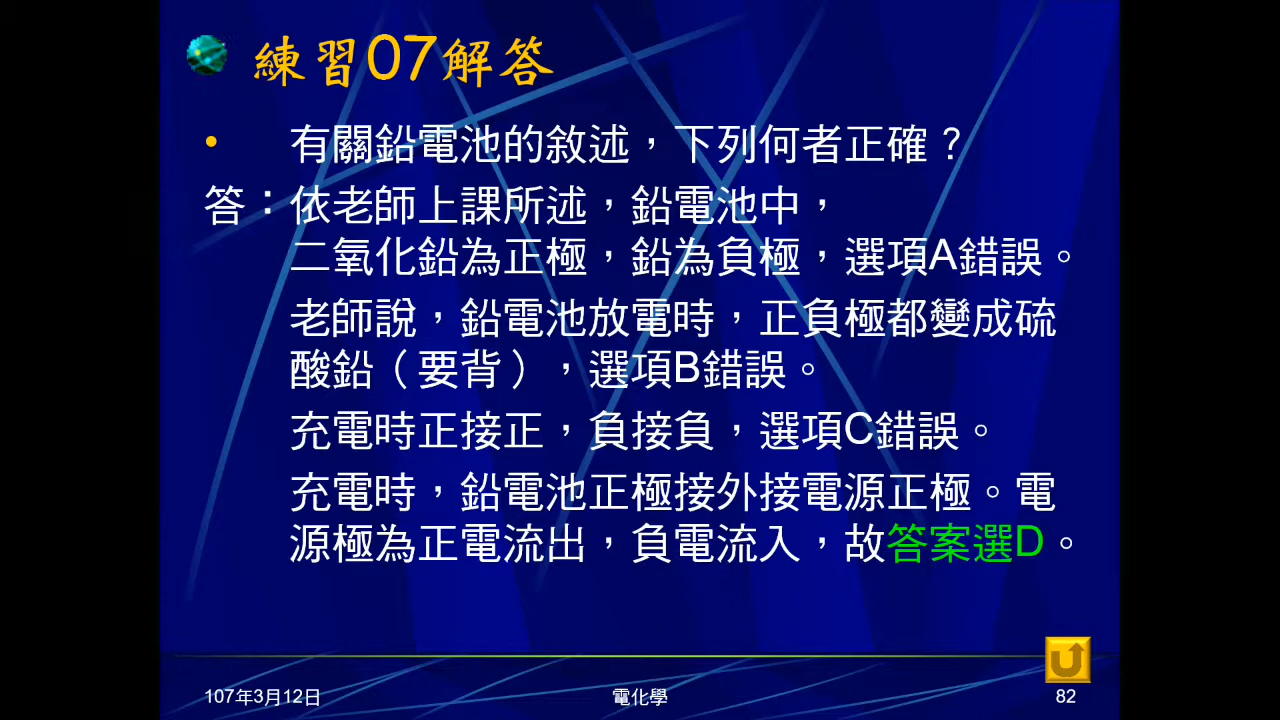 練習07解答
• 有關鉛電池的敘述，下列何者正確？
答：依老師上課所述，鉛電池中，
二氧化鉛為正極，鉛為負極，選項A錯誤。
老師說，鉛電池放電時，正負極都變成硫
酸鉛（要背），選項B錯誤。
充電時正接正，負接負，選項C錯誤。
充電時，鉛電池正極接外接電源正極。電
源極為正電流出，負電流入，故答案選D。
107年3月12日
電化學
82